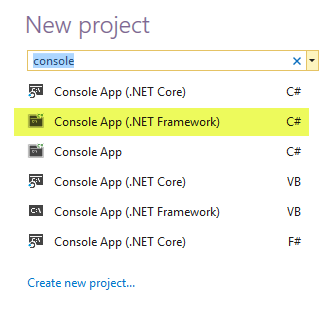 New project
console
Console App (.NET Core) C#
Console App (.NET Framework) C#
Console App C#
Console App (.NET Core) VB
Console App (.NET Framework) VB
Console App (.NET Core) F#
Create new project...